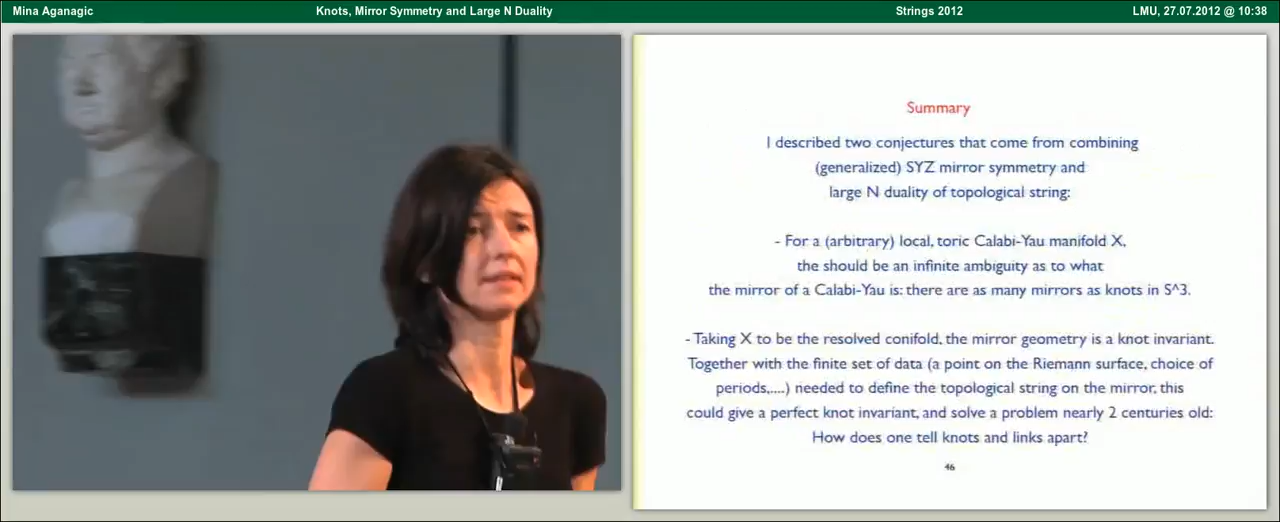 Mina Aganagic Knots, Mirror Symmetry and Large N Duality Strings 2012 LMU, 27.07.2012 @ 10:38
Summary
I described two conjectures that come from combining
(generalized) SYZ mirror symmetry and
large N duality of topological string:
- For a (arbitrary) local, toric Calabi-Yau manifold X,
the should be an infinite ambiguity as to what
the mirror of a Calabi-Yau is: there are as many mirrors as knots in S^3.
- Taking X to be the resolved conifold, the mirror geometry is a knot invariant.
Together with the finite set of data (a point on the Riemann surface, choice of
periods,....) needed to define the topological string on the mirror, this
could give a perfect knot invariant, and solve a problem nearly 2 centuries old:
How does one tell knots and links apart?
46